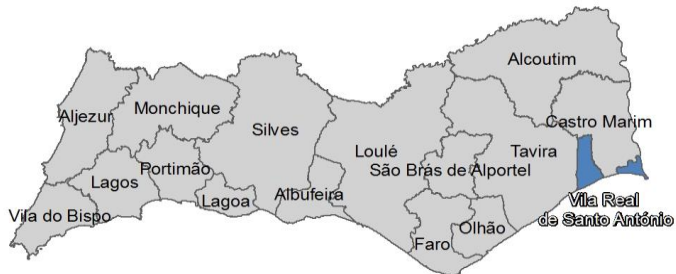 Alcoutim
Aljezur
Monchique
Castro Marim
Silves
Loulé
Tavira
Portimão
São Brás de Alportel
Lagos
Albufeira
Lagoa
Vila do Bispo
Vila Real
de Santo António
Olhão
Faro